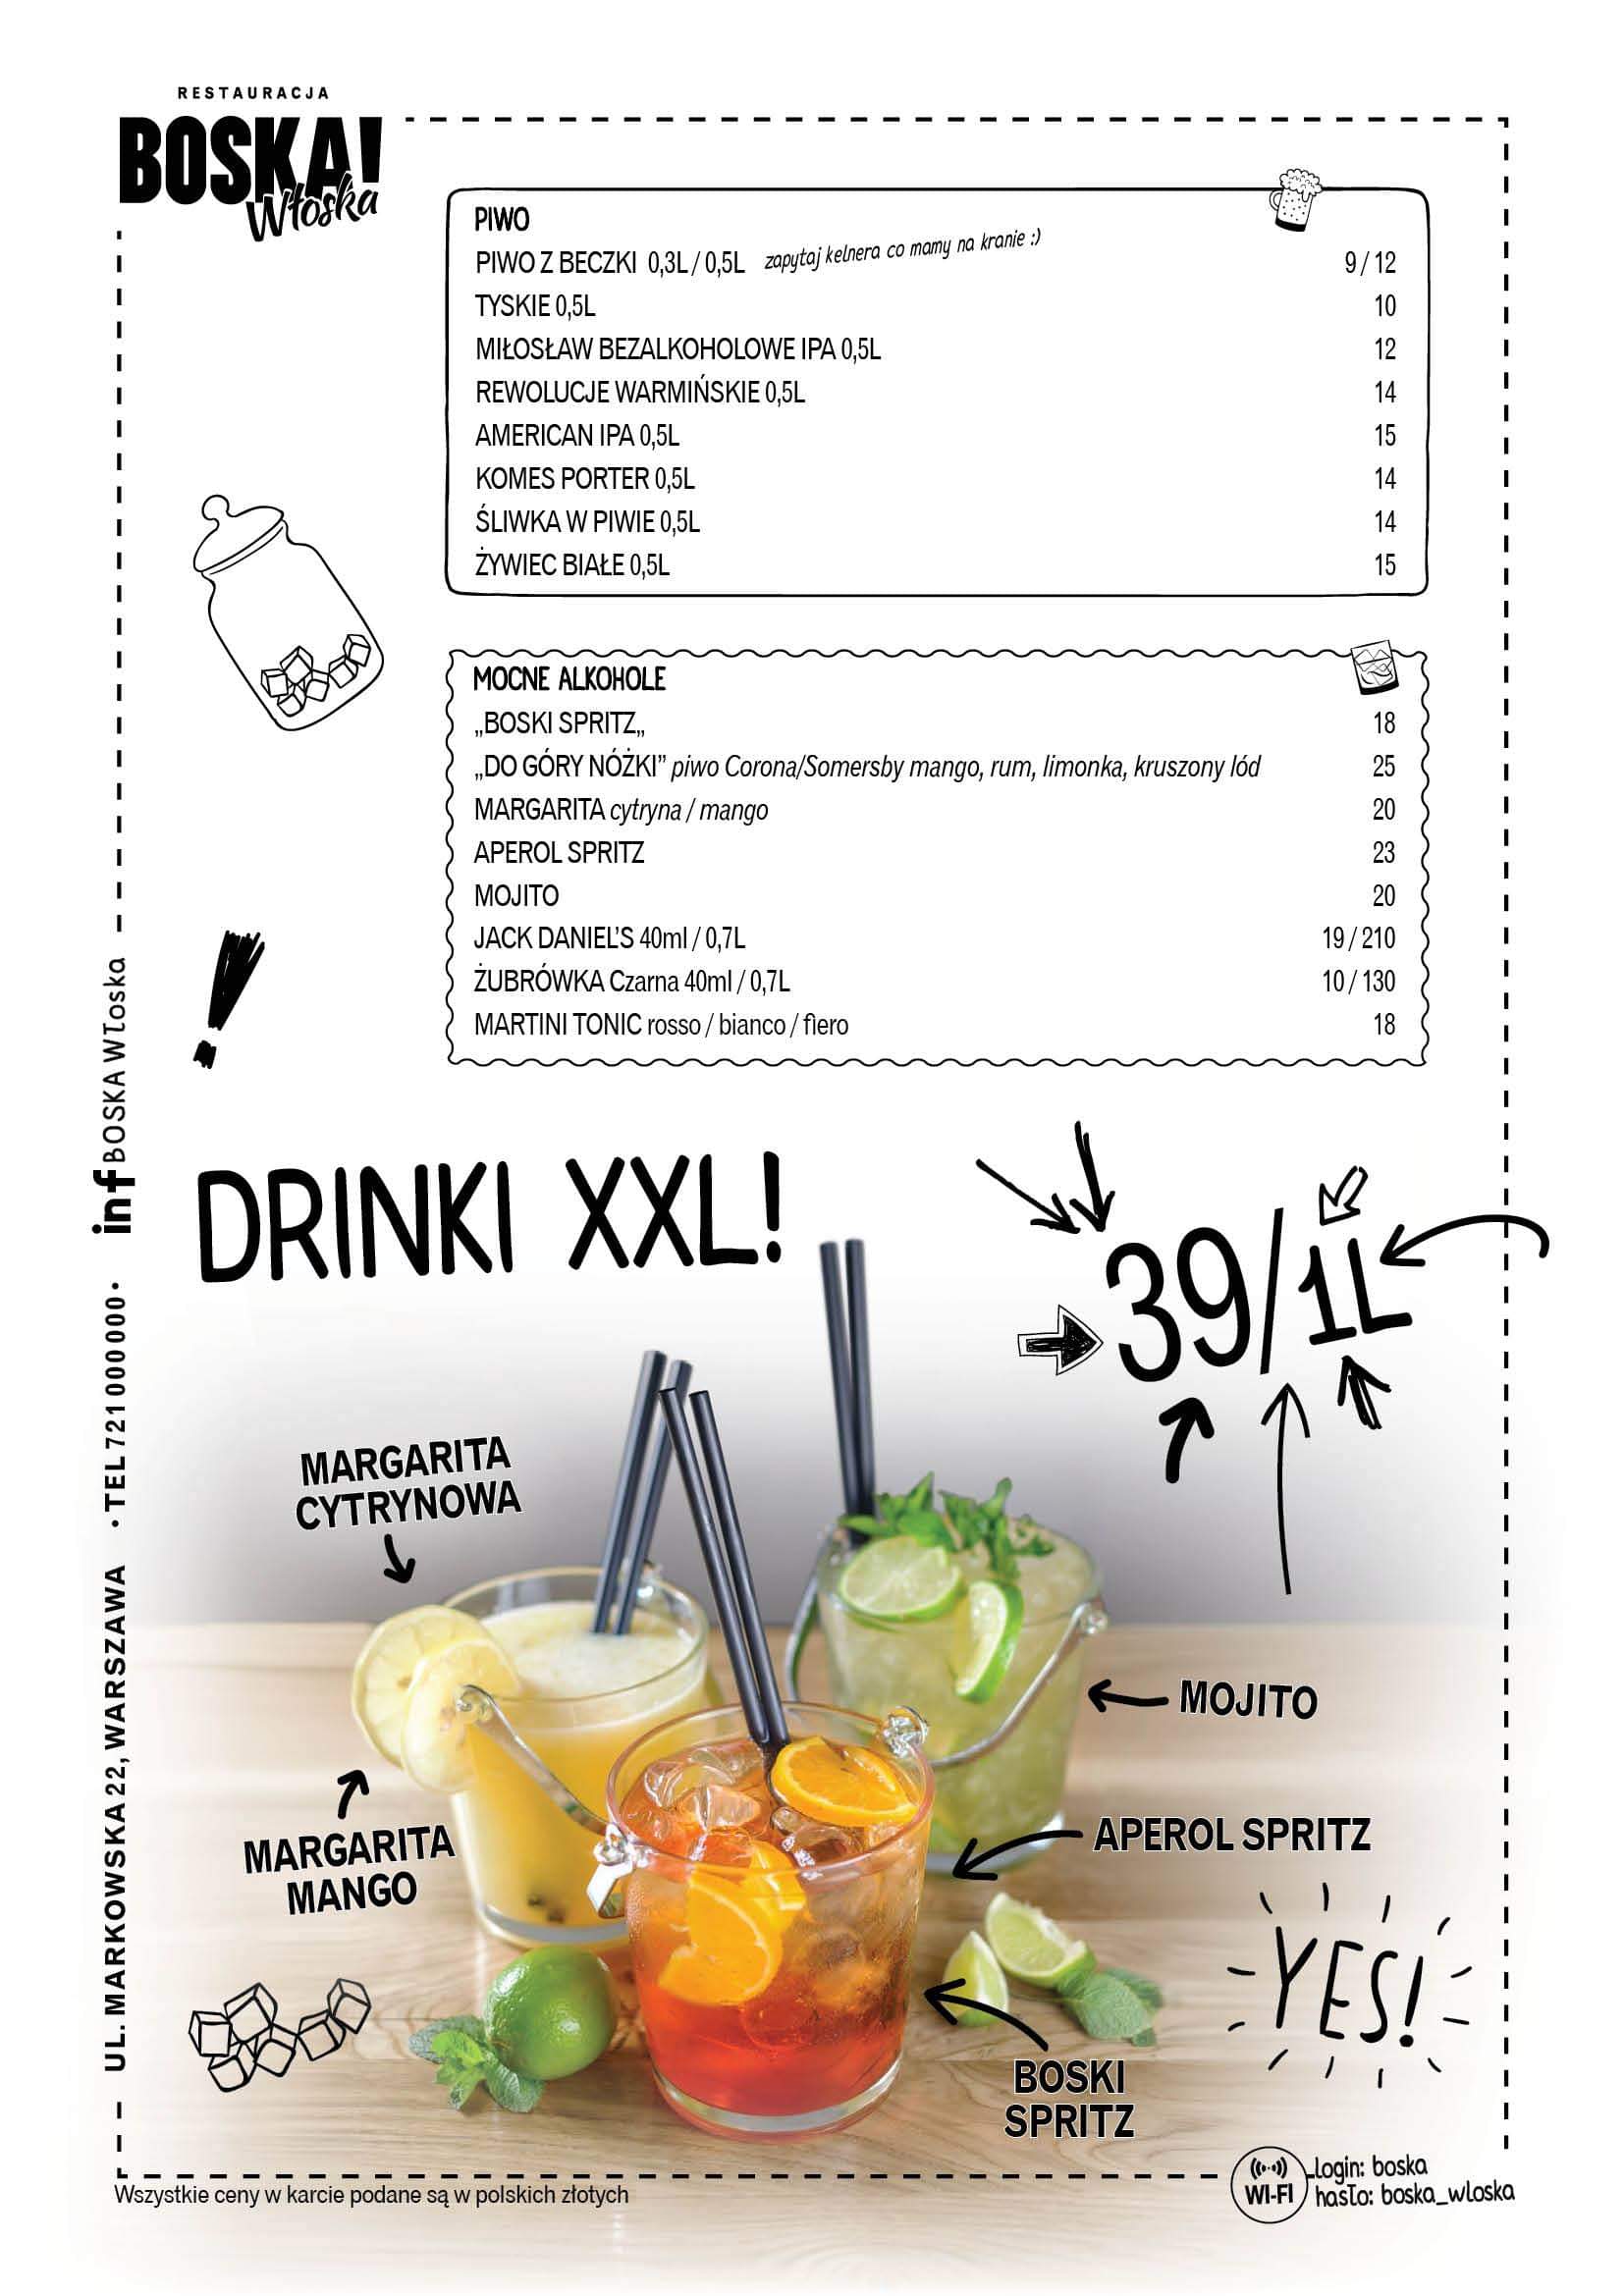 RESTAURACJA
BOSKA!
Włoska
PIWO
PIWO Z BECZKI 0,3L / 0,5L zapytaj kelnera co mamy na kranie :) 9 / 12
TYSKIE 0,5L 10
MIŁOSŁAW BEZALKOHOLOWE IPA 0,5L 12
REWOLUCJE WARMIŃSKIE 0,5L 14
AMERICAN IPA 0,5L 15
KOMES PORTER 0,5L 14
ŚLIWKA W PIWIE 0,5L 14
ŻYWIEC BIAŁE 0,5L 15
MOCNE ALKOHOLE
„BOSKI SPRITZ„ 18
„DO GÓRY NÓŻKI” piwo Corona/Somersby mango, rum, limonka, kruszony lód 25
MARGARITA cytryna / mango 20
APEROL SPRITZ 23
MOJITO 20
JACK DANIEL'S 40ml / 0,7L 19 / 210
ŻUBRÓWKA Czarna 40ml / 0,7L 10 / 130
MARTINI TONIC rosso / bianco / fiero 18
DRINKI XXL!
39/1L
MARGARITA
CYTRYNOWA
MOJITO
MARGARITA
MANGO
APEROL SPRITZ
YES!
BOSKI
SPRITZ
UL. MARKOWSKA 22, WARSZAWA · TEL 721 000 000 · inf BOSKA Włoska
WI-FI
login: boska
hasło: boska_wloska
Wszystkie ceny w karcie podane są w polskich złotych